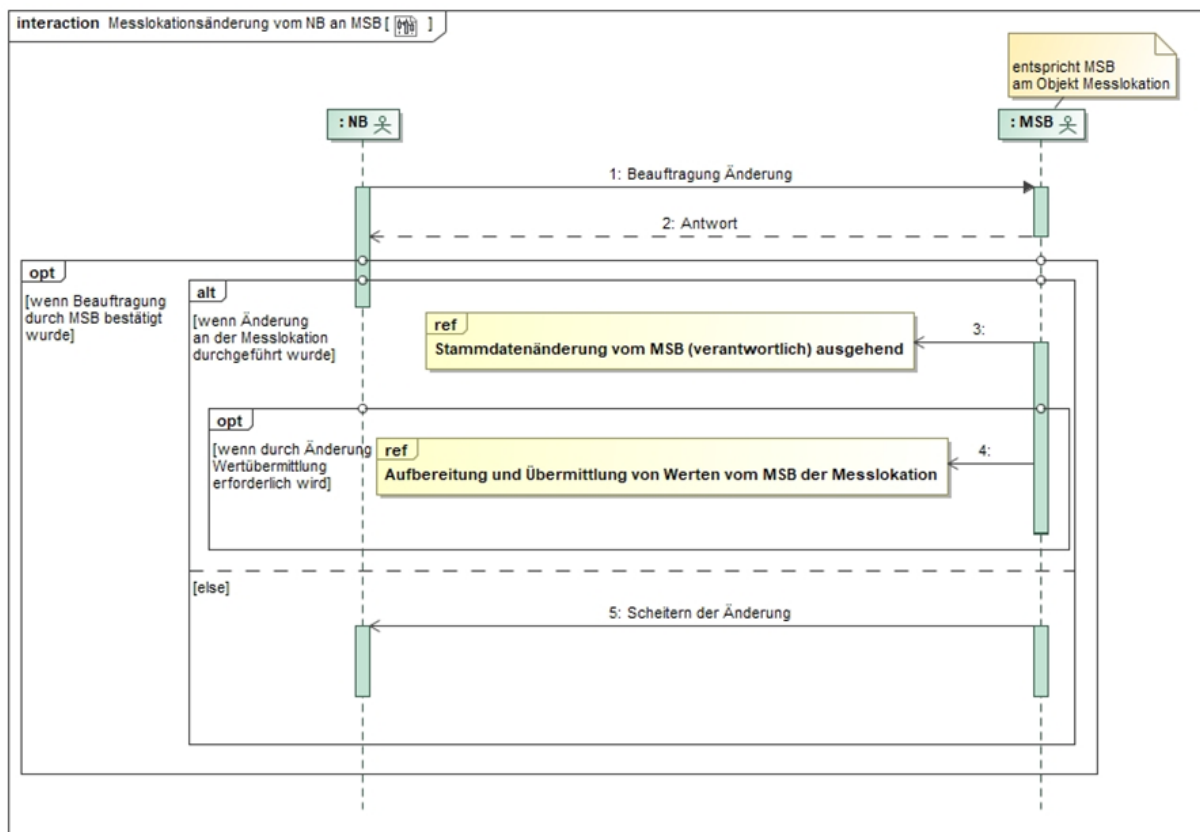 interaction Messlokationsänderung vom NB an MSB [ ]
entspricht MSB
am Objekt Messlokation
: NB
: MSB
1: Beauftragung Änderung
2: Antwort
opt
[wenn Beauftragung
durch MSB bestätigt
wurde]
alt
[wenn Änderung
an der Messlokation
durchgeführt wurde]
ref
Stammdatenänderung vom MSB (verantwortlich) ausgehend
3:
opt
[wenn durch Änderung
Wertübermittlung
erforderlich wird]
ref
Aufbereitung und Übermittlung von Werten vom MSB der Messlokation
4:
[else]
5: Scheitern der Änderung